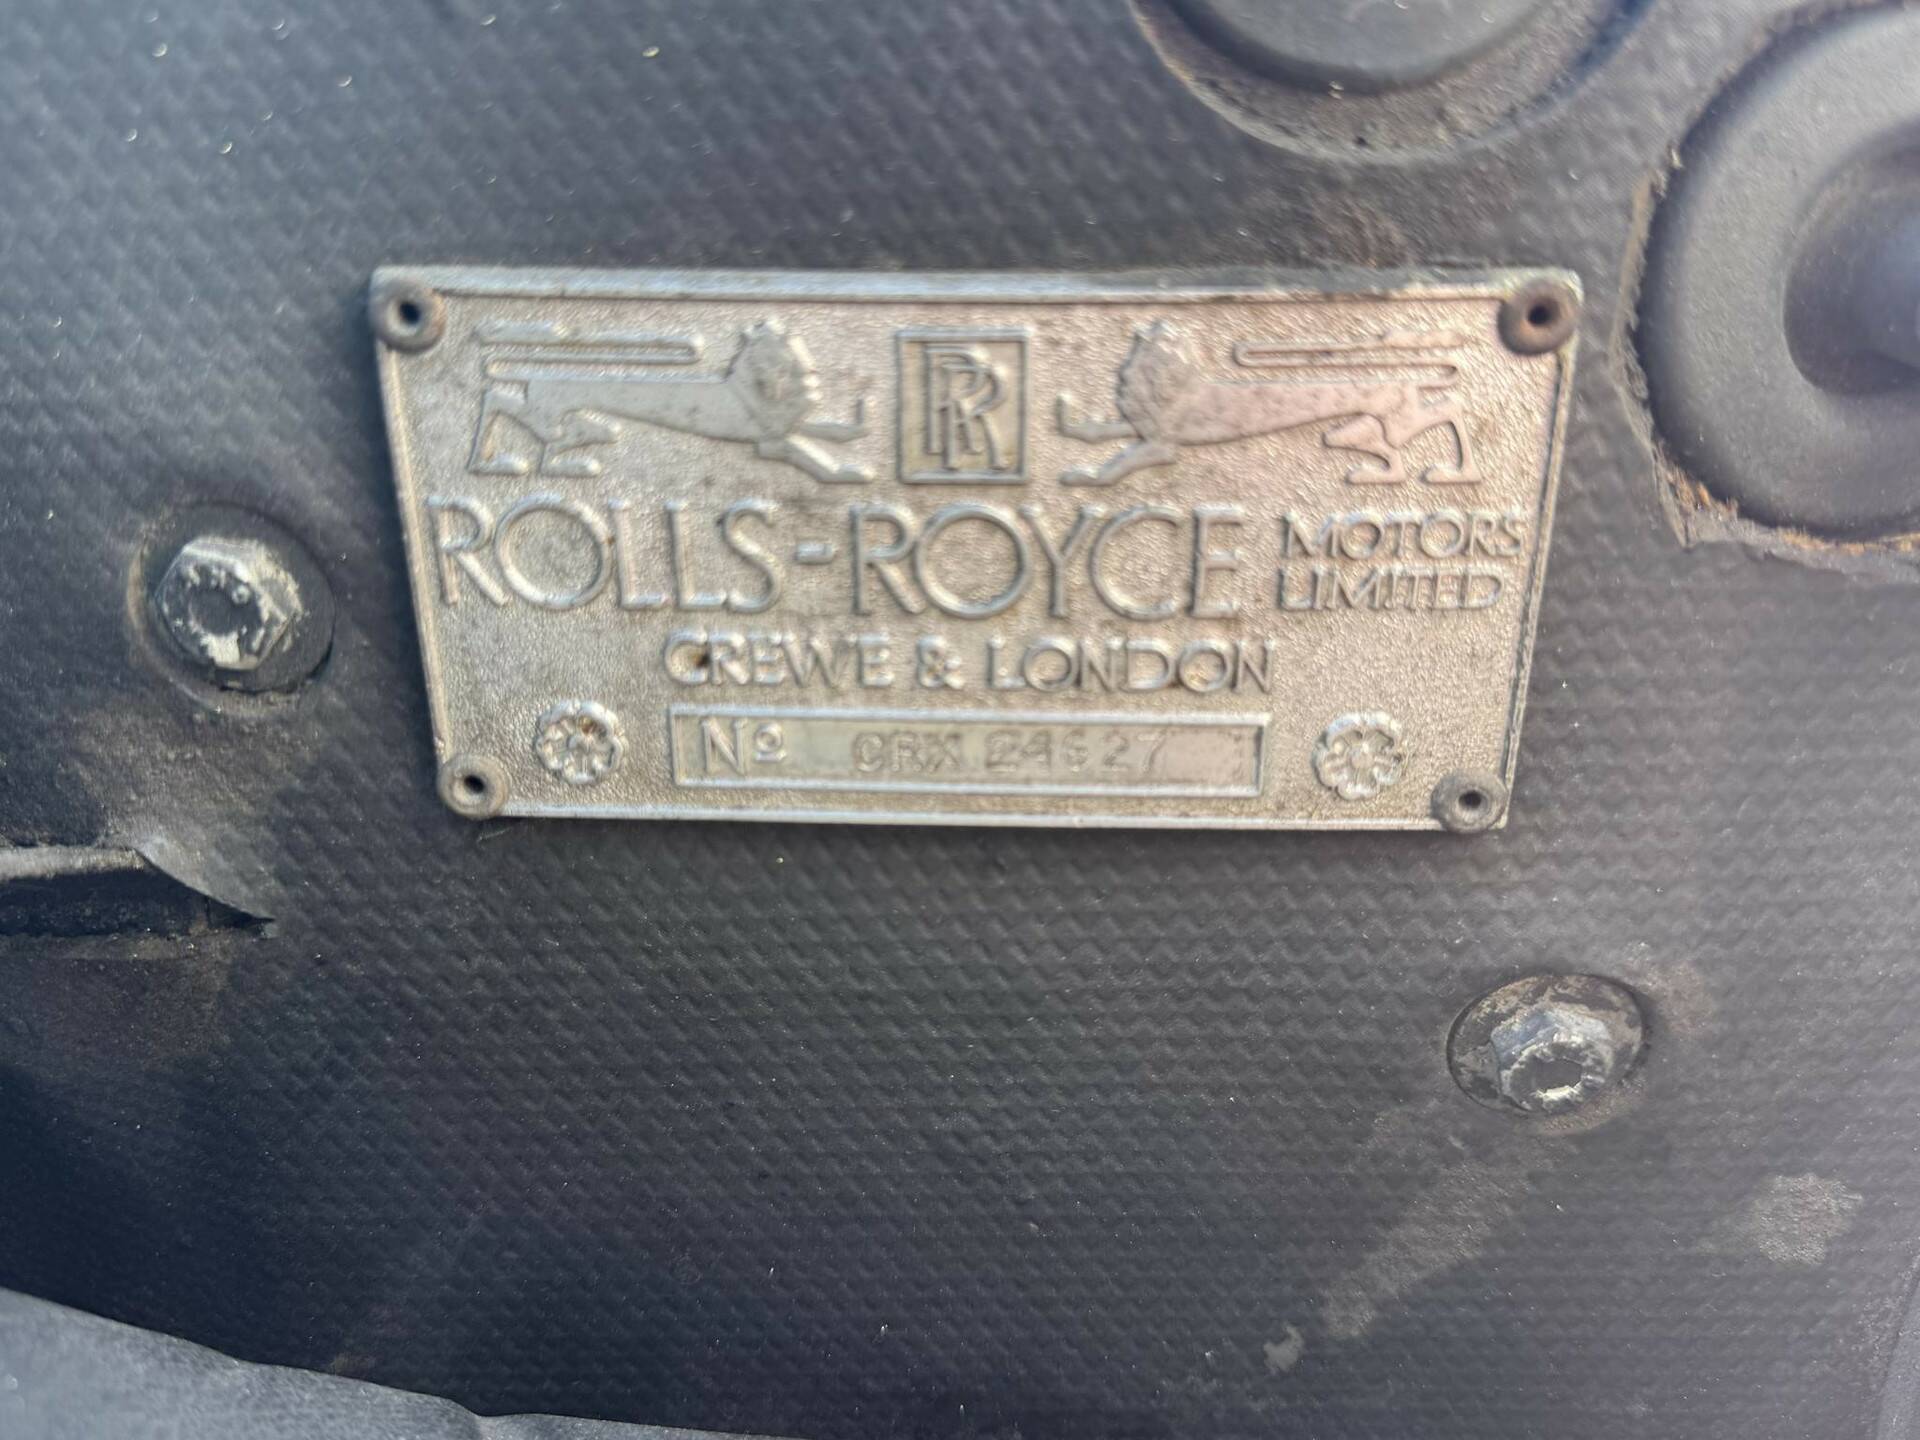 RR
ROLLS-ROYCE MOTORS LIMITED
CREWE & LONDON
Nº CRX 24627